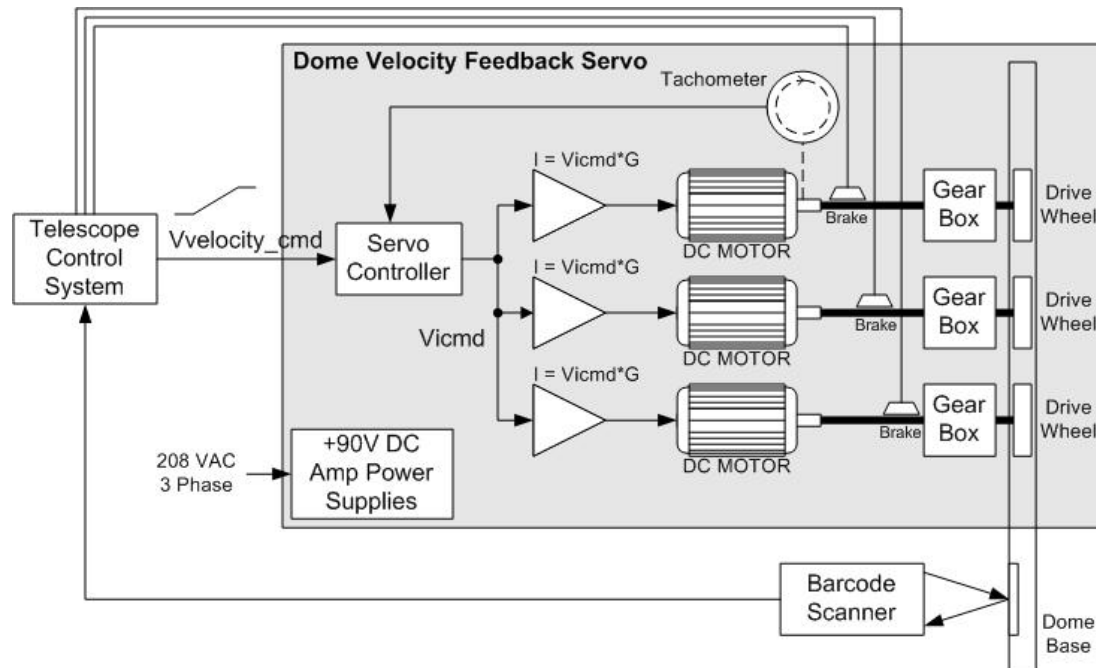 Dome Velocity Feedback Servo
Tachometer
I = Vicmd*G
Telescope
Control
System
Vvelocity_cmd
Servo
Controller
DC MOTOR
Brake
Gear
Box
Drive
Wheel
I = Vicmd*G
Vicmd
DC MOTOR
Brake
Gear
Box
Drive
Wheel
I = Vicmd*G
DC MOTOR
Brake
Gear
Box
Drive
Wheel
208 VAC
3 Phase
+90V DC
Amp Power
Supplies
Barcode
Scanner
Dome
Base